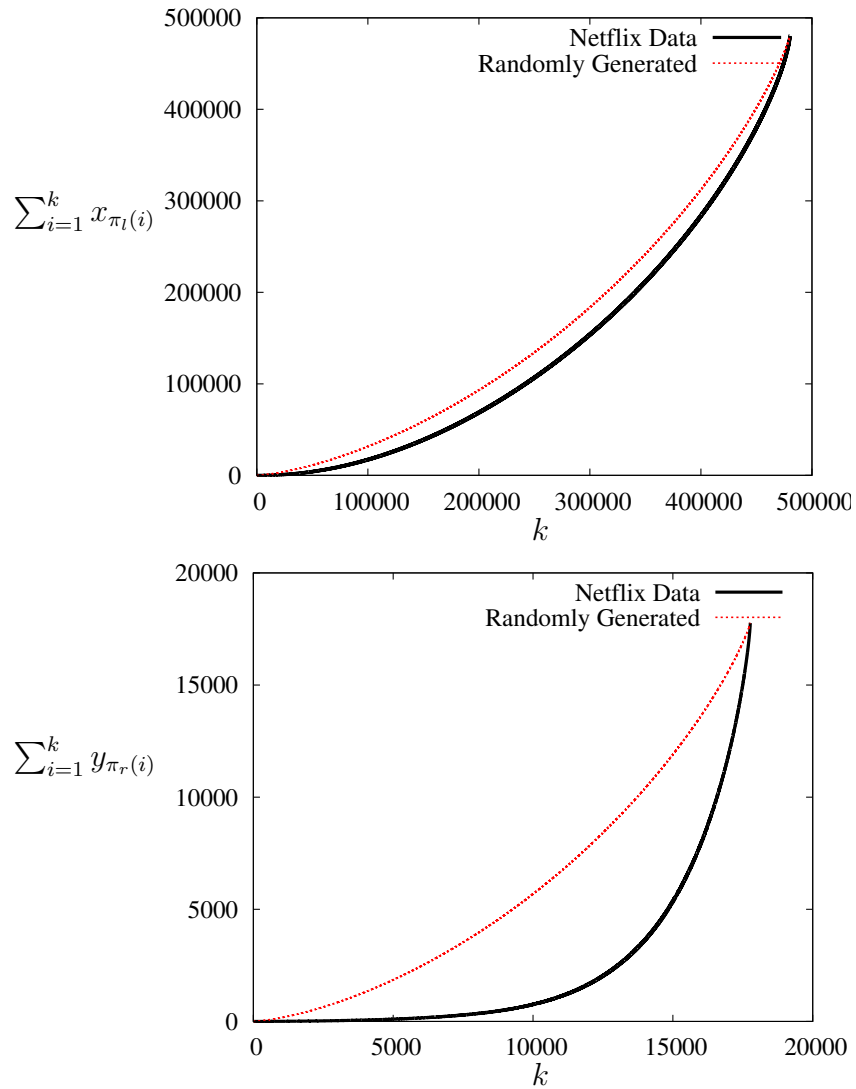 500000
Netflix Data
Randomly Generated
400000
300000
∑_{i=1}^{k} x_{π_l(i)}
200000
100000
0
0 100000 200000 300000 400000 500000
k
20000
Netflix Data
Randomly Generated
15000
∑_{i=1}^{k} y_{π_r(i)}
10000
5000
0
0 5000 10000 15000 20000
k